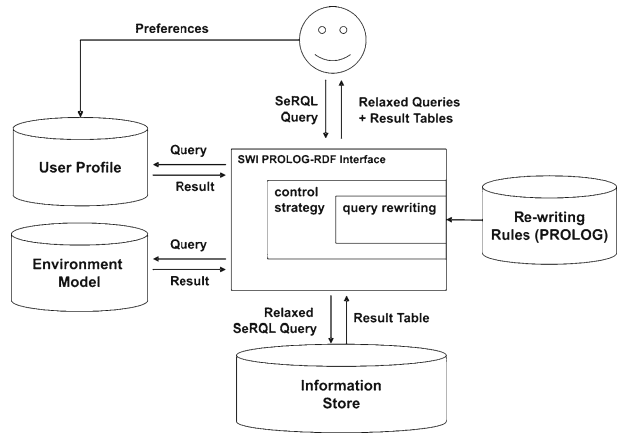 Preferences
SeRQL
Query
Relaxed Queries
+ Result Tables
User Profile
Query
Result
SWI PROLOG-RDF Interface
control
strategy
query rewriting
Re-writing
Rules (PROLOG)
Environment
Model
Query
Result
Relaxed
SeRQL Query
Result Table
Information
Store